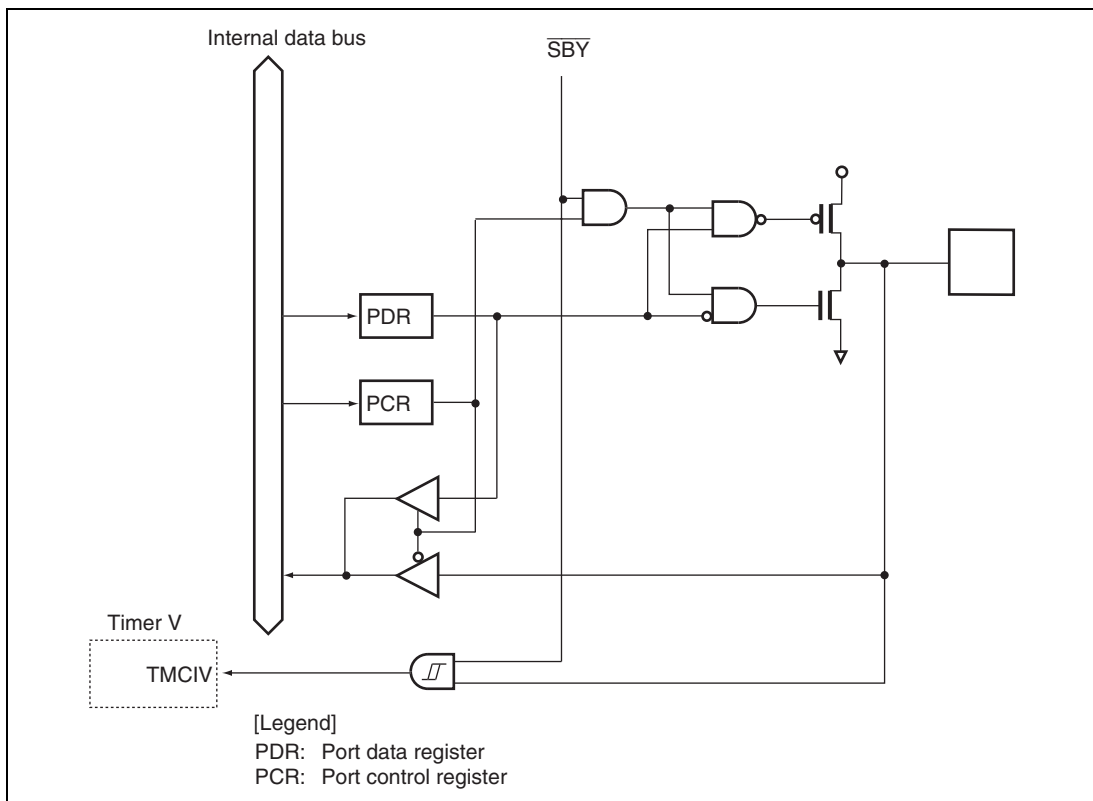 Internal data bus
SBY
PDR
PCR
Timer V
TMCIV
[Legend]
PDR: Port data register
PCR: Port control register